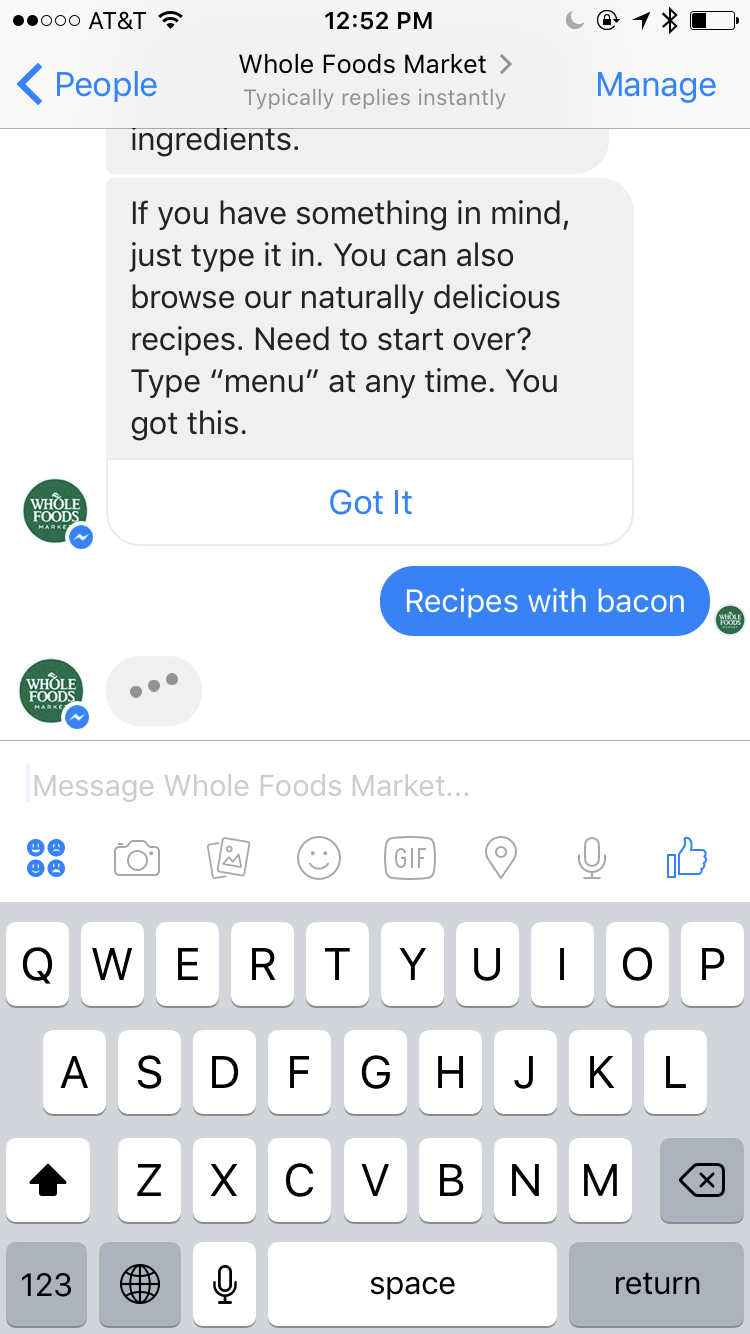 AT&T 12:52 PM
People Whole Foods Market Manage
Typically replies instantly
ingredients.
If you have something in mind,
just type it in. You can also
browse our naturally delicious
recipes. Need to start over?
Type “menu” at any time. You
got this.
WHOLE
FOODS
MARKET
Got It
Recipes with bacon
WHOLE
FOODS
WHOLE
FOODS
MARKET
Message Whole Foods Market...
GIF
Q W E R T Y U I O P
A S D F G H J K L
Z X C V B N M
123 space return